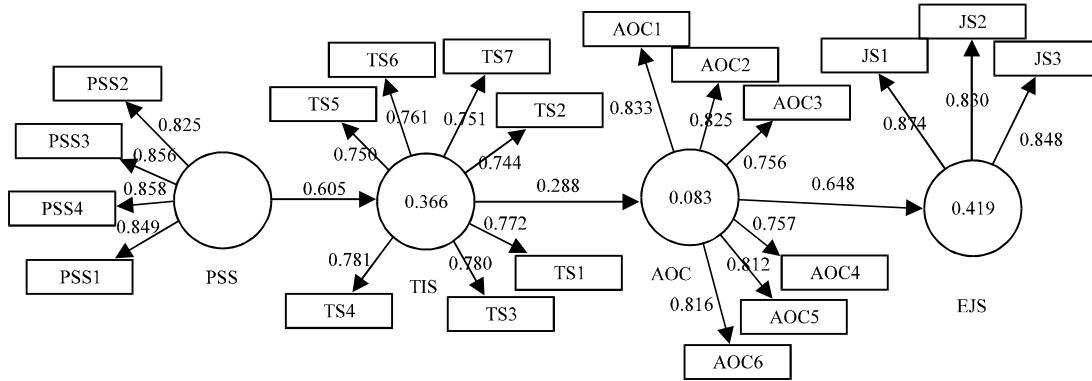 JS2
AOC1
JS1
JS3
TS6
TS7
AOC2
PSS2
TS5
TS2
AOC3
0.761
0.751
0.833
0.825
0.830
0.874
0.848
0.825
PSS3
0.856
0.750
0.744
0.756
0.858
PSS4
0.605
0.366
0.288
0.083
0.648
0.419
0.849
0.772
0.757
PSS1
PSS
0.781
0.780
TS1
0.812
AOC4
TIS
AOC
EJS
TS4
TS3
0.816
AOC5
AOC6